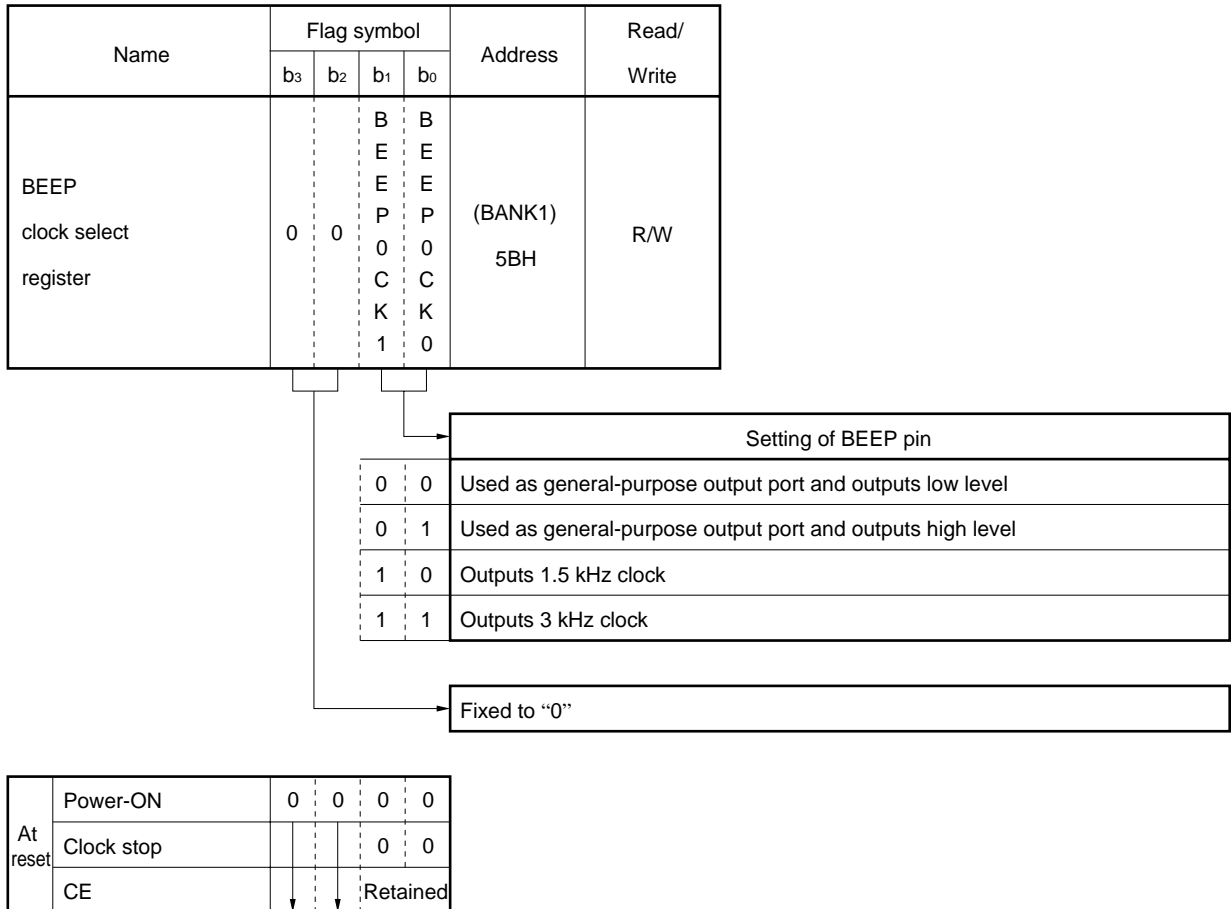 Name
Flag symbol
Address
Read/
Write
b3 b2 b1 b0
BEEP
clock select
register
0 0
BEEP0CK1
BEEP0CK0
(BANK1)
5BH
R/W
Setting of BEEP pin
0 0 Used as general-purpose output port and outputs low level
0 1 Used as general-purpose output port and outputs high level
1 0 Outputs 1.5 kHz clock
1 1 Outputs 3 kHz clock
Fixed to “0”
At
reset
Power-ON 0 0 0 0
Clock stop 0 0
CE Retained